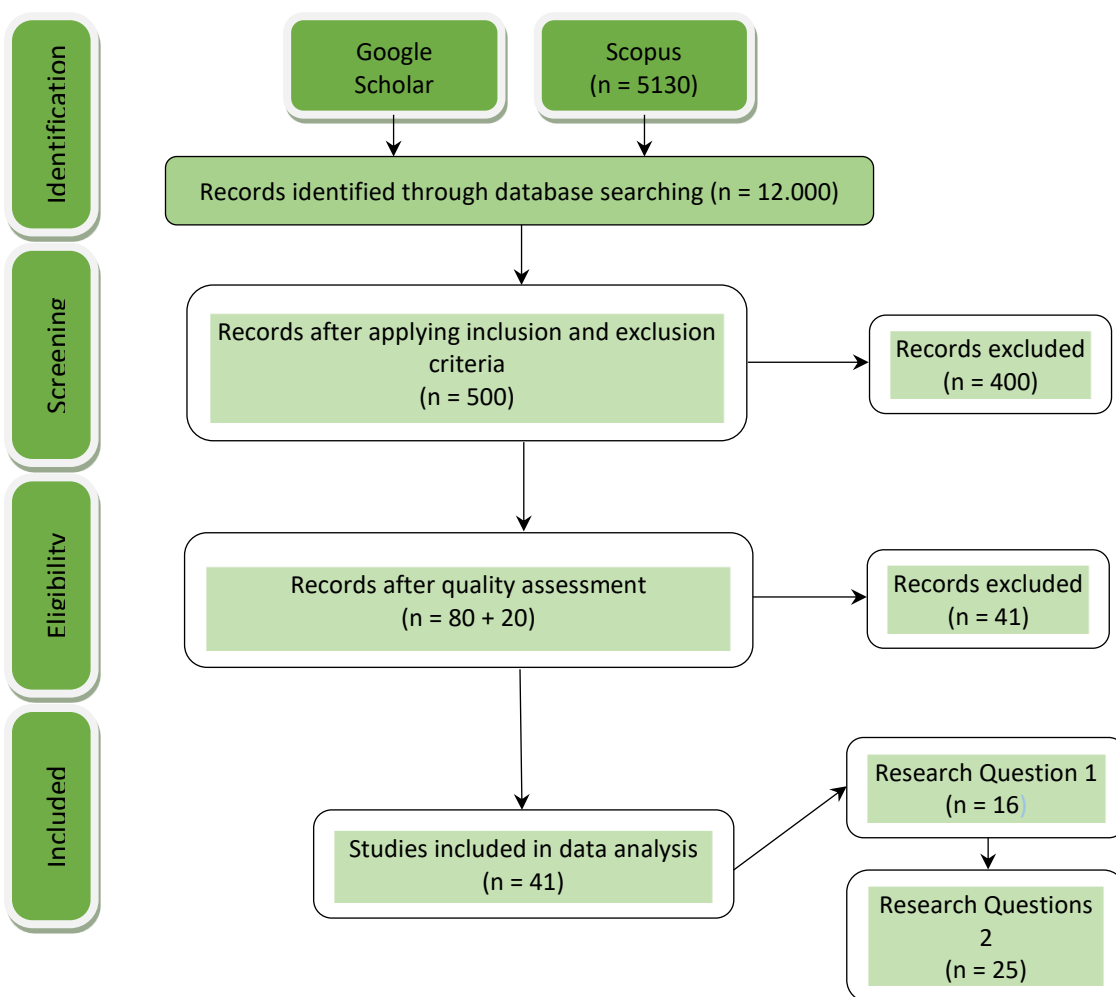 Identification
Google
Scholar
Scopus
(n = 5130)
Records identified through database searching (n = 12.000)
Screening
Records after applying inclusion and exclusion
criteria
(n = 500)
Records excluded
(n = 400)
Eligibility
Records after quality assessment
(n = 80 + 20)
Records excluded
(n = 41)
Included
Studies included in data analysis
(n = 41)
Research Question 1
(n = 16)
Research Questions
2
(n = 25)